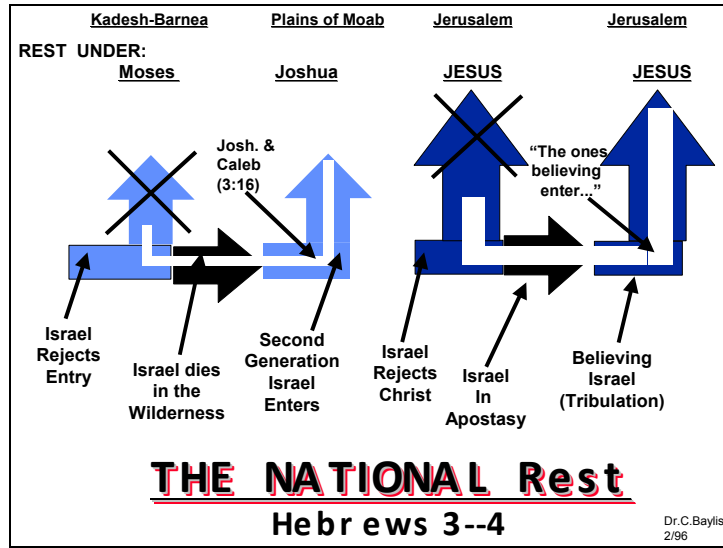 Kadesh-Barnea Plains of Moab Jerusalem Jerusalem
REST UNDER:
Moses Joshua JESUS JESUS
Josh. &
Caleb
(3:16)
“The ones
believing
enter...”
Israel
Rejects
Entry
Israel dies
in the
Wilderness
Second
Generation
Israel
Enters
Israel
Rejects
Christ
Israel
In
Apostasy
Believing
Israel
(Tribulation)
THE NATIONAL Rest
Hebrews 3--4
Dr.C.Baylis
2/96